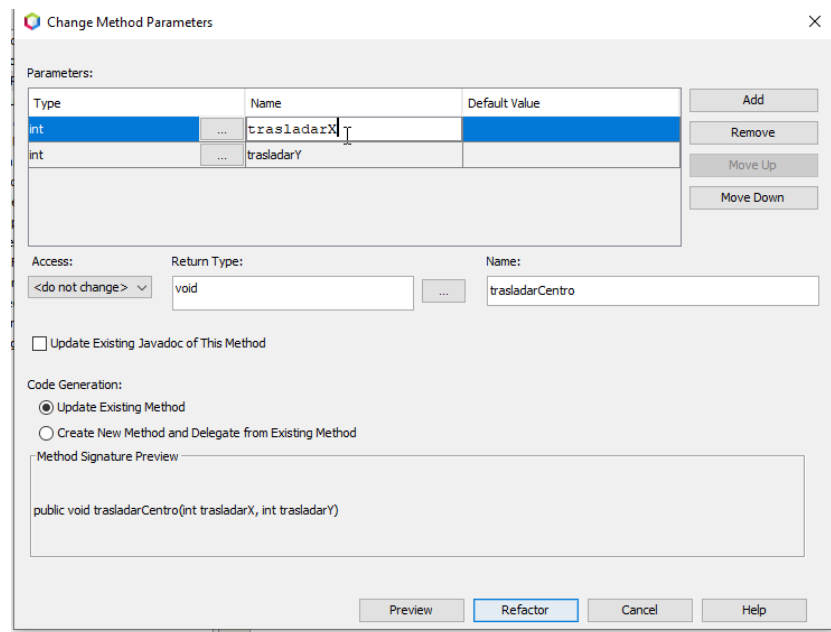 Change Method Parameters
Parameters:
Type Name Default Value
int ... trasladarX
int ... trasladarY
Add
Remove
Move Up
Move Down
Access: Return Type: Name:
<do not change> void ... trasladarCentro
Update Existing Javadoc of This Method
Code Generation:
Update Existing Method
Create New Method and Delegate from Existing Method
Method Signature Preview
public void trasladarCentro(int trasladarX, int trasladarY)
Preview Refactor Cancel Help